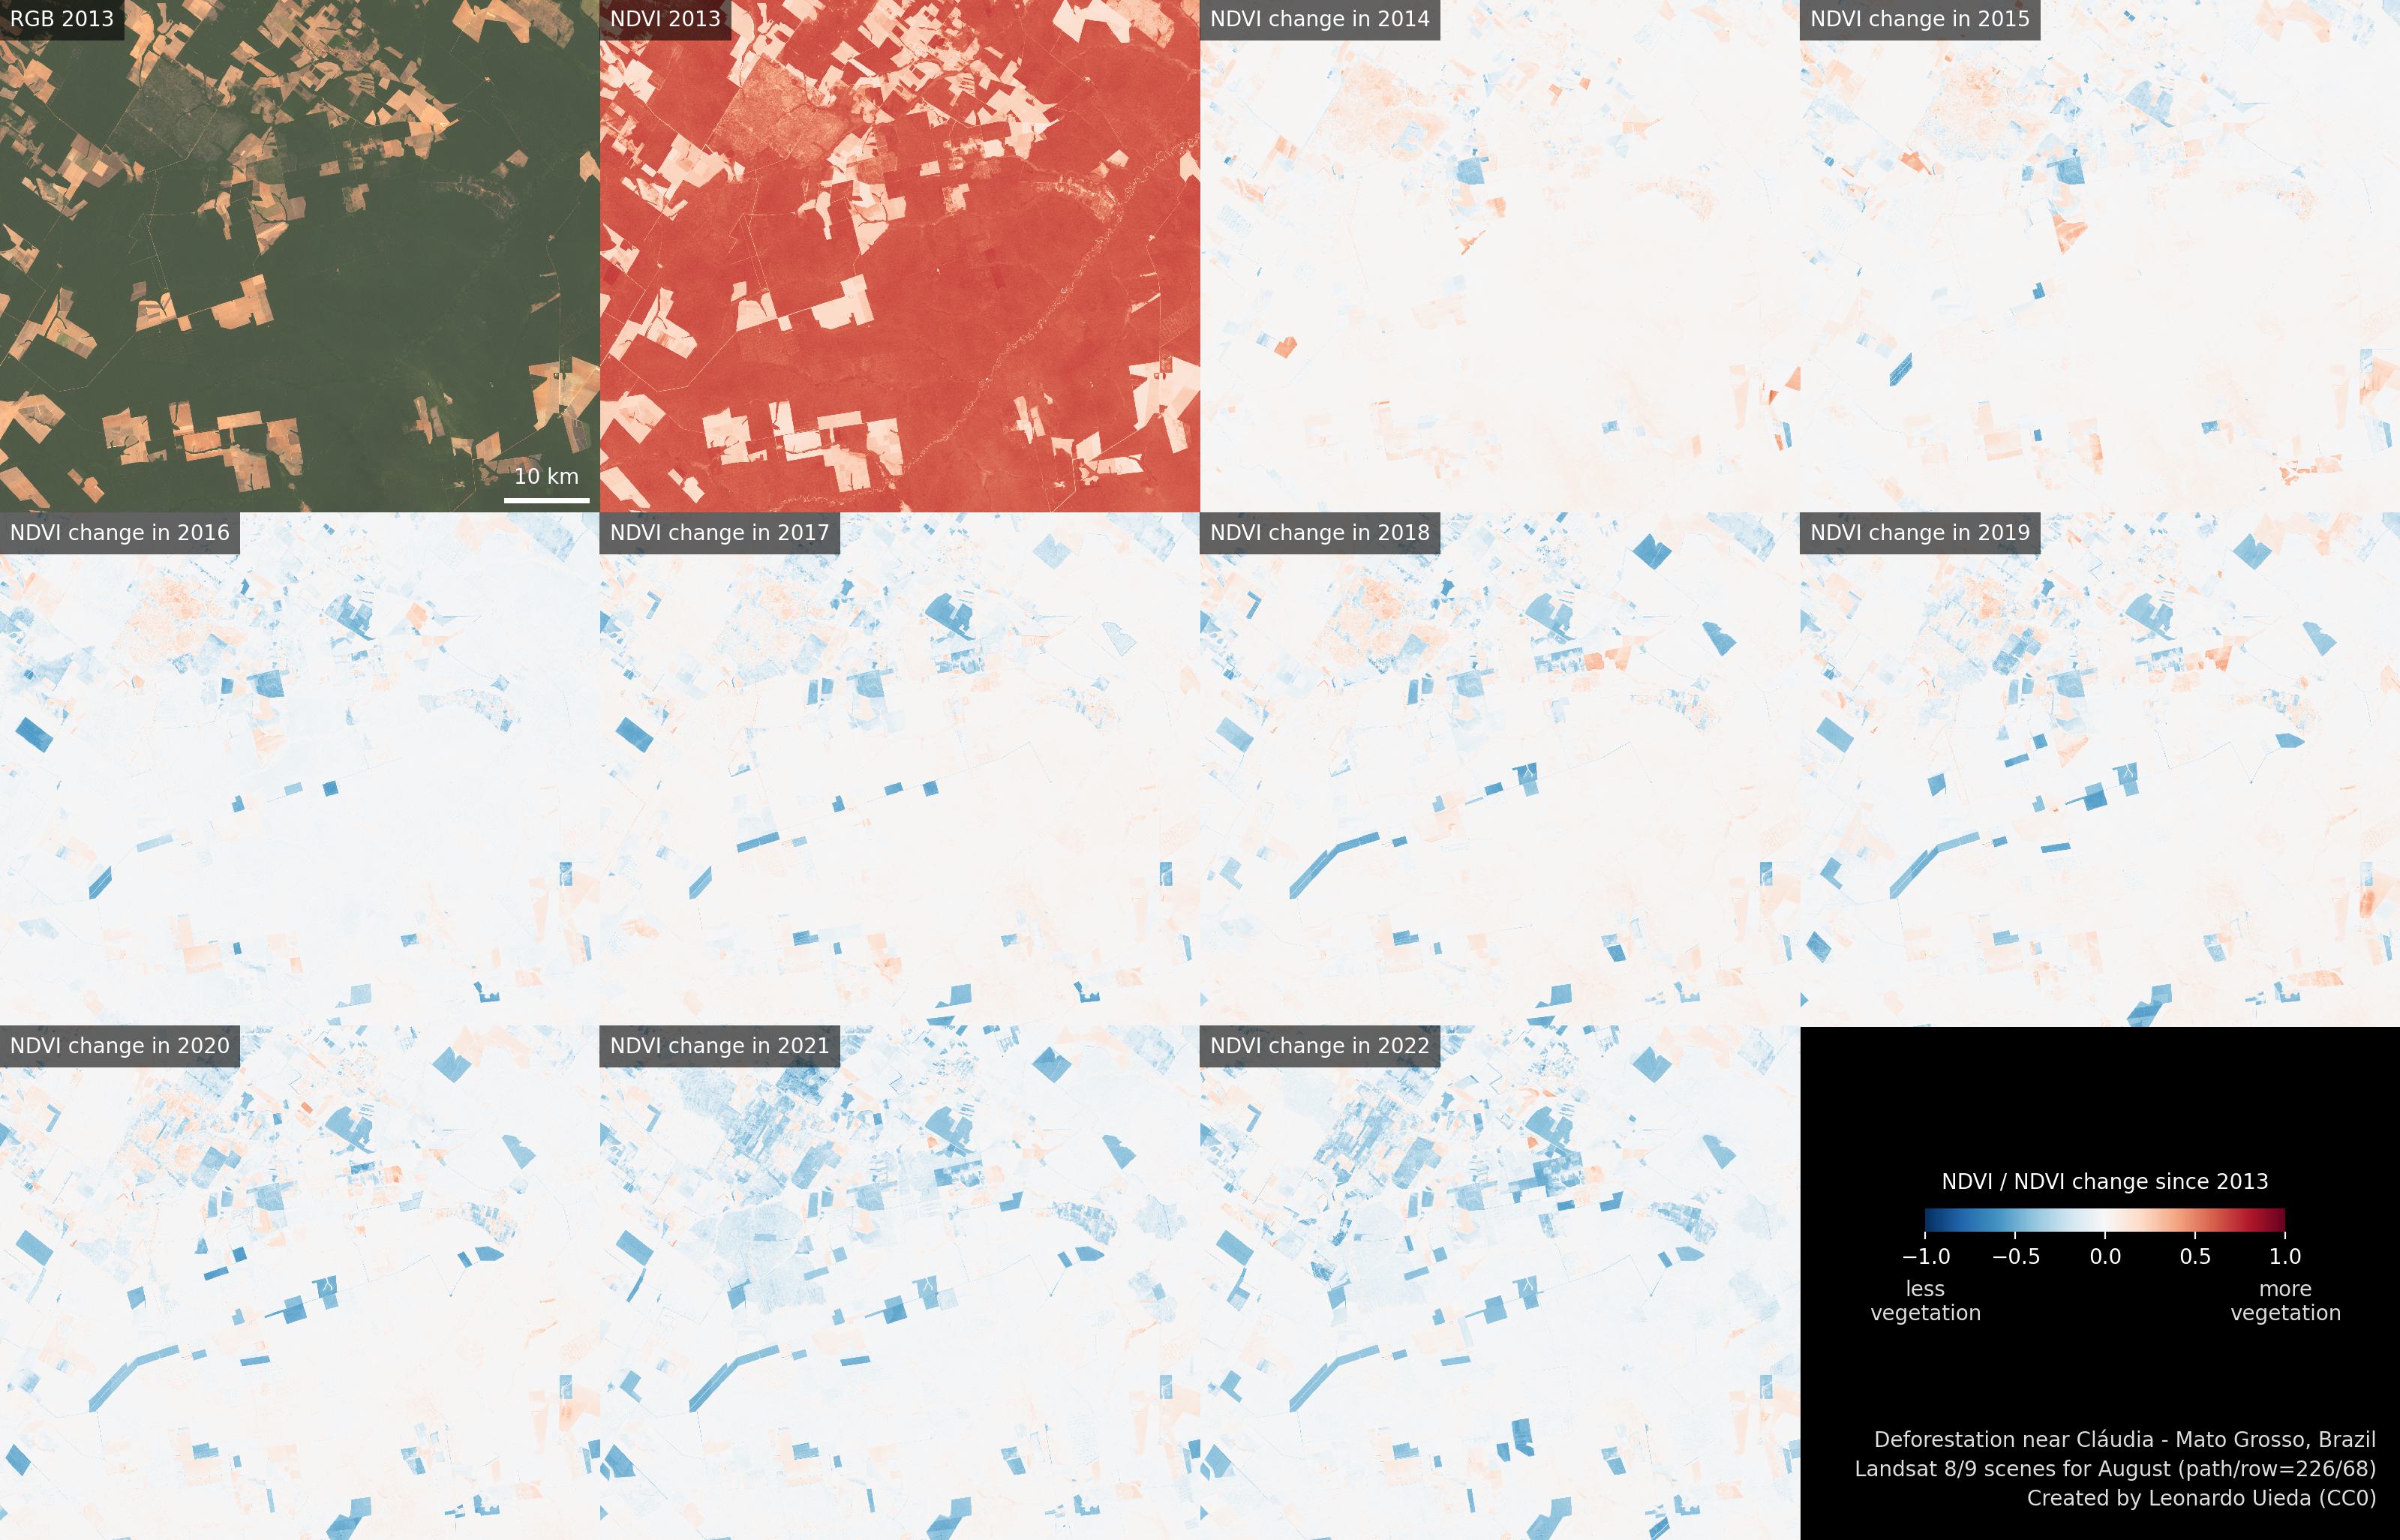 RGB 2013
NDVI 2013
NDVI change in 2014
NDVI change in 2015
10 km
NDVI change in 2016
NDVI change in 2017
NDVI change in 2018
NDVI change in 2019
NDVI change in 2020
NDVI change in 2021
NDVI change in 2022
NDVI / NDVI change since 2013
−1.0 −0.5 0.0 0.5 1.0
less vegetation
more vegetation
Deforestation near Cláudia - Mato Grosso, Brazil
Landsat 8/9 scenes for August (path/row=226/68)
Created by Leonardo Uieda (CC0)